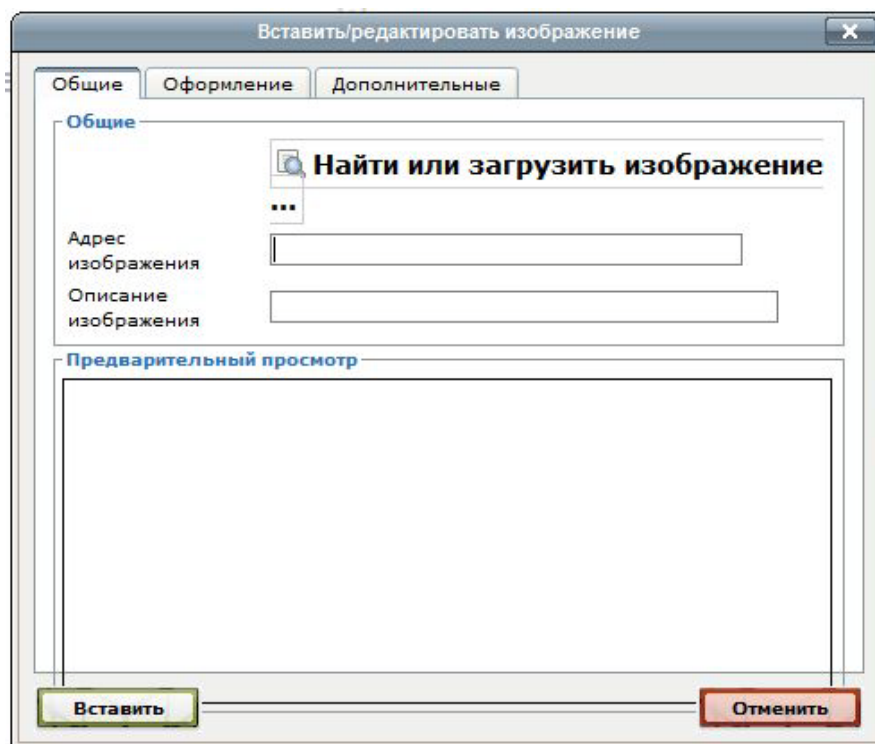 Вставить/редактировать изображение
Общие Оформление Дополнительные
Общие
Найти или загрузить изображение
...
Адрес
изображения
Описание
изображения
Предварительный просмотр
Вставить Отменить